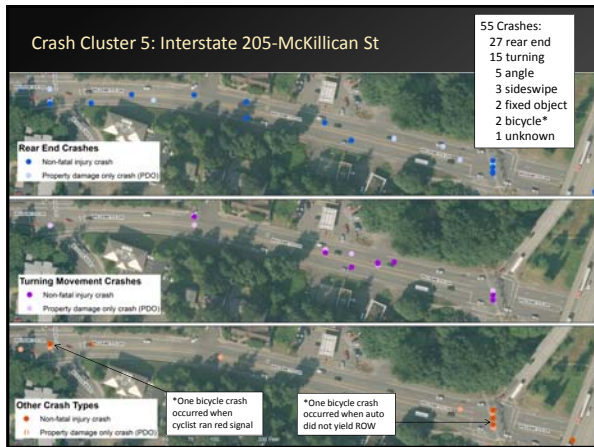 Crash Cluster 5: Interstate 205-McKillican St
55 Crashes:
27 rear end
15 turning
5 angle
3 sideswipe
2 fixed object
2 bicycle*
1 unknown
Rear End Crashes
Non-fatal injury crash
Property damage only crash (PDO)
Turning Movement Crashes
Non-fatal injury crash
Property damage only crash (PDO)
*One bicycle crash
occurred when
cyclist ran red signal
*One bicycle crash
occurred when auto
did not yield ROW
Other Crash Types
Non-fatal injury crash
Property damage only crash (PDO)